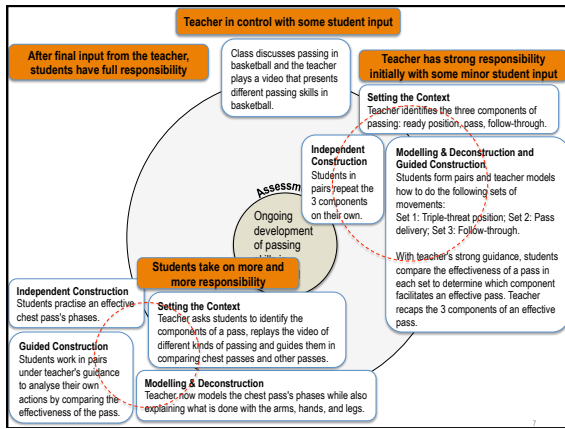 Teacher in control with some student input
After final input from the teacher,
students have full responsibility
Class discusses passing in
basketball and the teacher
plays a video that presents
different passing skills in
basketball.
Teacher has strong responsibility
initially with some minor student input
Setting the Context
Teacher identifies the three components of
passing: ready position, pass, follow-through.
Independent
Construction
Students in
pairs repeat the
3 components
on their own.
Modelling & Deconstruction and
Guided Construction
Students form pairs and teacher models
how to do the following sets of
movements:
Set 1: Triple-threat position; Set 2: Pass
delivery; Set 3: Follow-through.
With teacher's strong guidance, students
compare the effectiveness of a pass in
each set to determine which component
facilitates an effective pass. Teacher
recaps the 3 components of an effective
pass.
Assessm
Ongoing
development
of passing
Students take on more and
more responsibility
Independent Construction
Students practise an effective
chest pass's phases.
Setting the Context
Teacher asks students to identify the
components of a pass, replays the video of
different kinds of passing and guides them in
comparing chest passes and other passes.
Guided Construction
Students work in pairs
under teacher's guidance
to analyse their own
actions by comparing the
effectiveness of the pass.
Modelling & Deconstruction
Teacher now models the chest pass's phases while also
explaining what is done with the arms, hands, and legs.
7